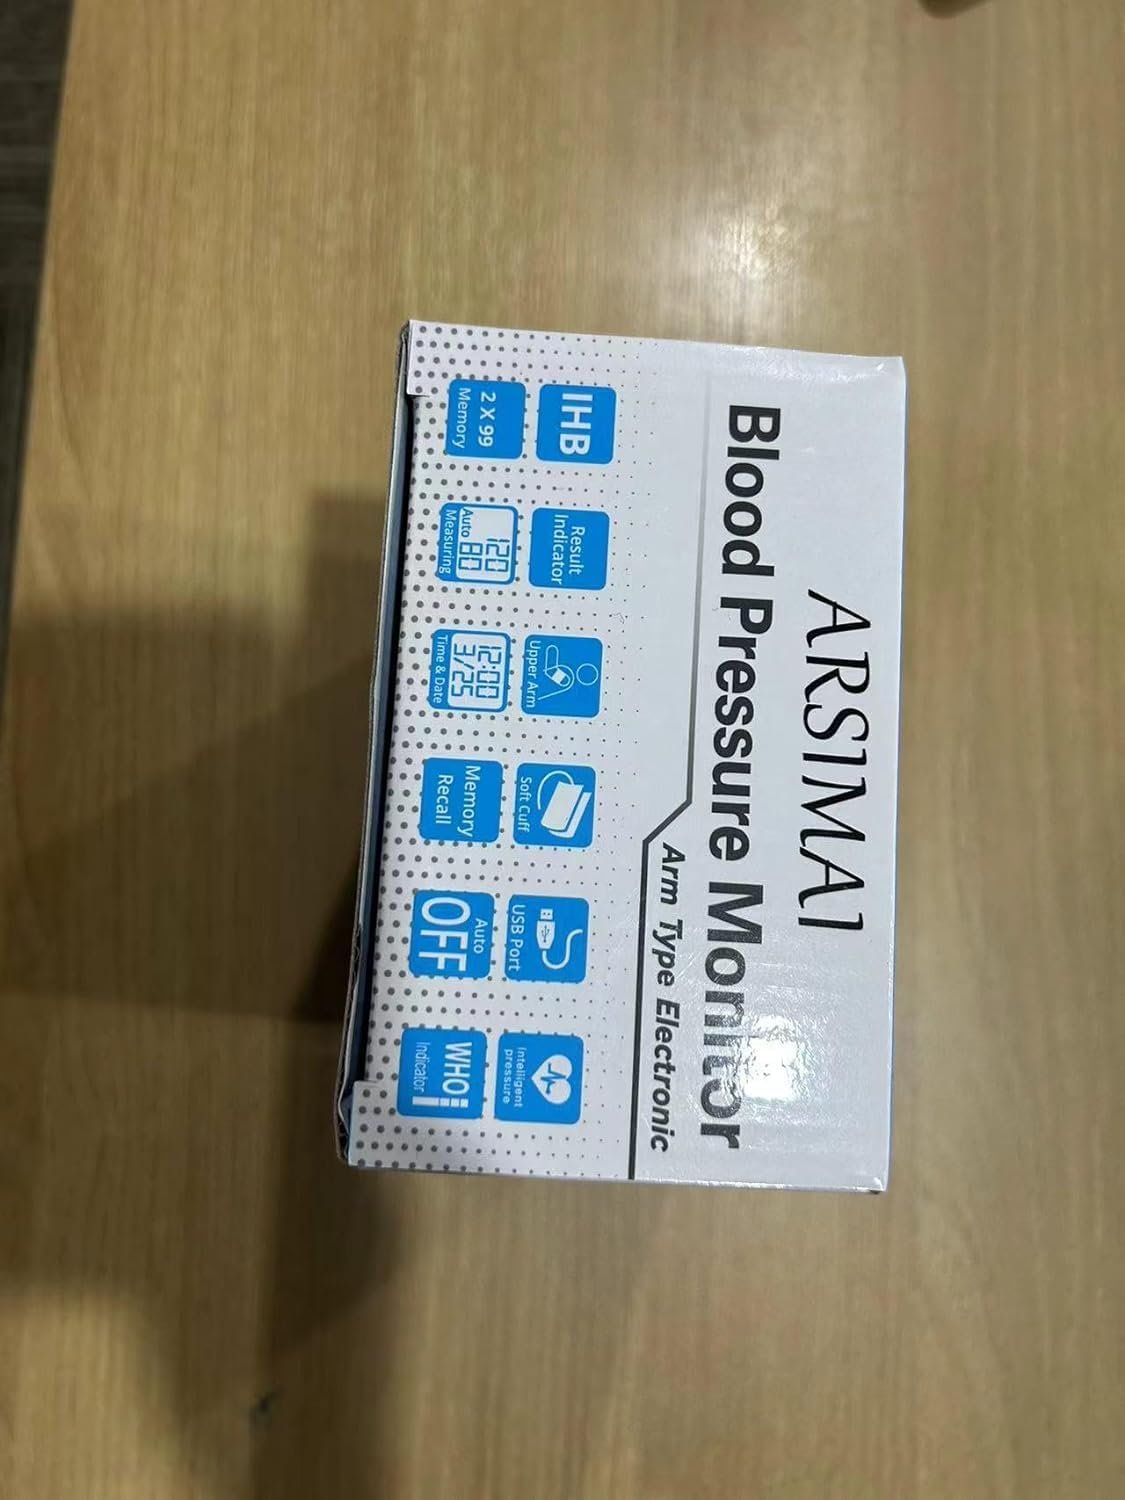 ARSIMAI
Blood Pressure Monitor
Arm Type Electronic
IHB
Result
Indicator
Upper Arm
Soft Cuff
USB Port
Intelligent
pressure
2 X 99
Memory
120
80
Auto
Measuring
12:00
3/25
Time & Date
Memory
Recall
Auto
OFF
WHO
Indicator